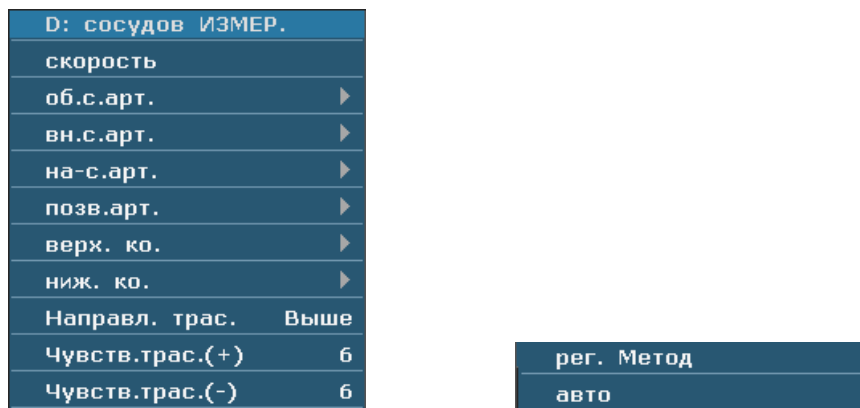 D: сосудов ИЗМЕР.
скорость
об.с.арт.
вн.с.арт.
на-с.арт.
позв.арт.
верх. ко.
ниж. ко.
Направл. трас. Выше
Чувств.трас.(+) 6
Чувств.трас.(-) 6
рег. Метод
авто